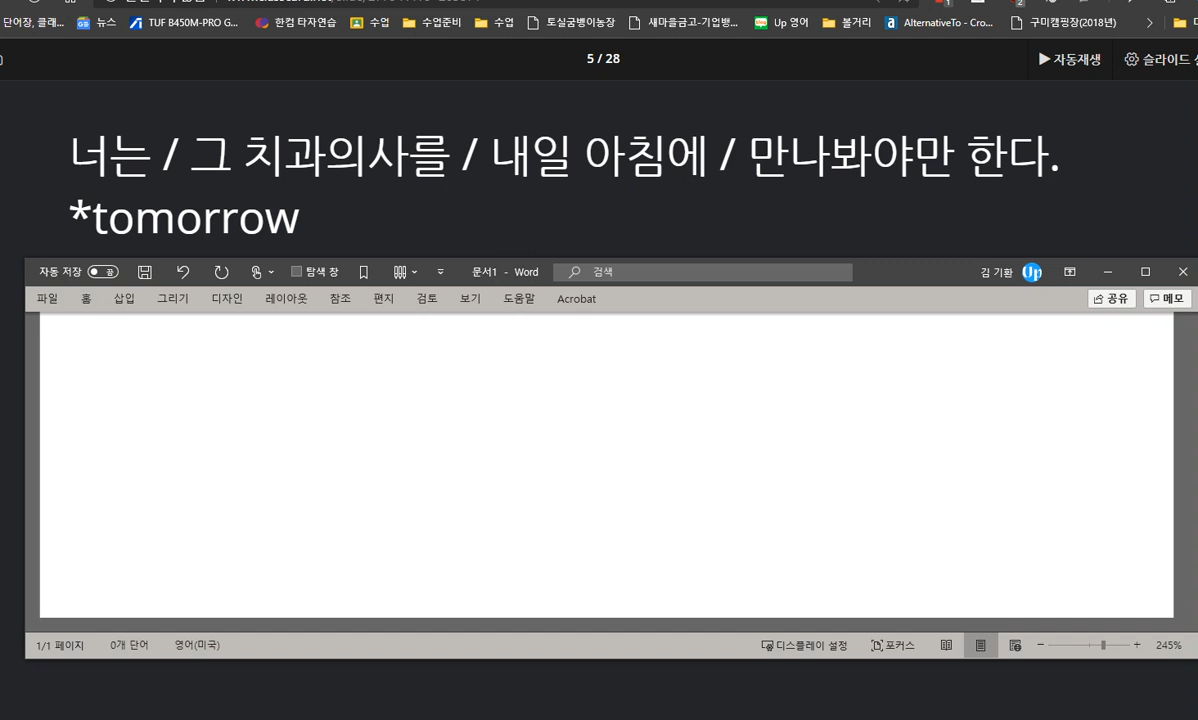 단어장, 클래... 뉴스 TUF B450M-PRO G... 한컴 타자연습 수업 수업준비 수업 토실굼벵이농장 새마을금고-기업뱅... Up 영어 볼거리 AlternativeTo - Cro... 구미캠핑장(2018년)
5 / 28 자동재생 슬라이드
너는 / 그 치과의사를 / 내일 아침에 / 만나봐야만 한다.
*tomorrow
자동 저장 끔 탐색 창 문서1 - Word 검색 김 기환 Up
파일 홈 삽입 그리기 디자인 레이아웃 참조 편지 검토 보기 도움말 Acrobat 공유 메모
1/1 페이지 0개 단어 영어(미국) 디스플레이 설정 포커스 245%